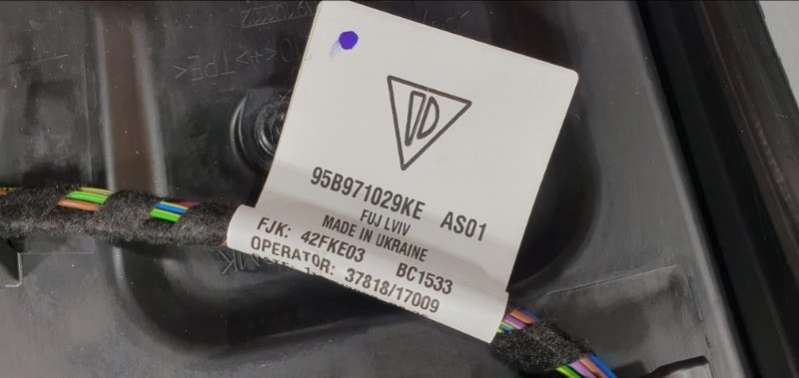 95B971029KE AS01
FUJ LVIV
MADE IN UKRAINE
FJK: 42FKE03 BC1533
OPERATOR: 37818/17009